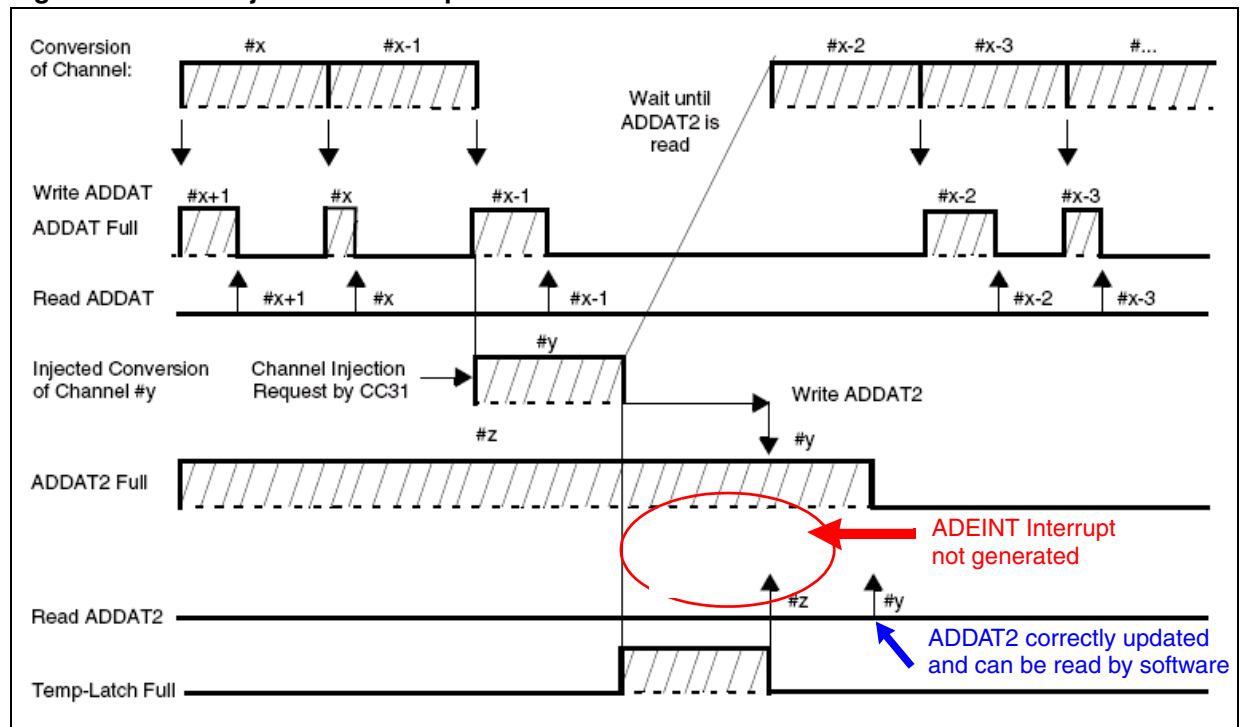 Conversion
of Channel:
#x
#x-1
#x-2
#x-3
#...
Wait until
ADDAT2 is
read
Write ADDAT
ADDAT Full
#x+1
#x
#x-1
#x-2
#x-3
Read ADDAT
#x+1
#x
#x-1
#x-2
#x-3
Injected Conversion
of Channel #y
Channel Injection
Request by CC31
#y
Write ADDAT2
#z
#y
ADDAT2 Full
ADEINT Interrupt
not generated
Read ADDAT2
#z
#y
ADDAT2 correctly updated
and can be read by software
Temp-Latch Full